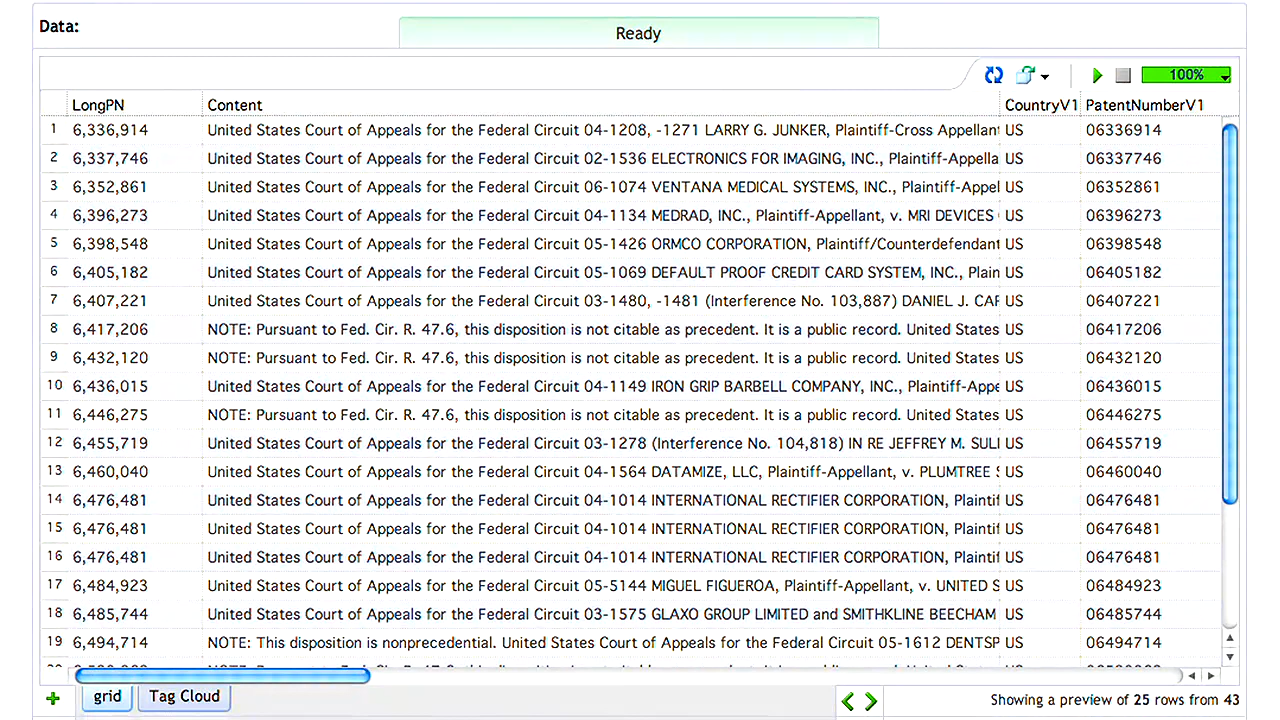 Data:
Ready
100%
LongPN Content CountryV1 PatentNumberV1
1 6,336,914 United States Court of Appeals for the Federal Circuit 04-1208, -1271 LARRY G. JUNKER, Plaintiff-Cross Appellant US 06336914
2 6,337,746 United States Court of Appeals for the Federal Circuit 02-1536 ELECTRONICS FOR IMAGING, INC., Plaintiff-Appella US 06337746
3 6,352,861 United States Court of Appeals for the Federal Circuit 06-1074 VENTANA MEDICAL SYSTEMS, INC., Plaintiff-Appel US 06352861
4 6,396,273 United States Court of Appeals for the Federal Circuit 04-1134 MEDRAD, INC., Plaintiff-Appellant, v. MRI DEVICES US 06396273
5 6,398,548 United States Court of Appeals for the Federal Circuit 05-1426 ORMCO CORPORATION, Plaintiff/Counterdefendant US 06398548
6 6,405,182 United States Court of Appeals for the Federal Circuit 05-1069 DEFAULT PROOF CREDIT CARD SYSTEM, INC., Plain US 06405182
7 6,407,221 United States Court of Appeals for the Federal Circuit 03-1480, -1481 (Interference No. 103,887) DANIEL J. CAP US 06407221
8 6,417,206 NOTE: Pursuant to Fed. Cir. R. 47.6, this disposition is not citable as precedent. It is a public record. United States US 06417206
9 6,432,120 NOTE: Pursuant to Fed. Cir. R. 47.6, this disposition is not citable as precedent. It is a public record. United States US 06432120
10 6,436,015 United States Court of Appeals for the Federal Circuit 04-1149 IRON GRIP BARBELL COMPANY, INC., Plaintiff-Appe US 06436015
11 6,446,275 NOTE: Pursuant to Fed. Cir. R. 47.6, this disposition is not citable as precedent. It is a public record. United States US 06446275
12 6,455,719 United States Court of Appeals for the Federal Circuit 03-1278 (Interference No. 104,818) IN RE JEFFREY M. SULL US 06455719
13 6,460,040 United States Court of Appeals for the Federal Circuit 04-1564 DATAMIZE, LLC, Plaintiff-Appellant, v. PLUMTREE US 06460040
14 6,476,481 United States Court of Appeals for the Federal Circuit 04-1014 INTERNATIONAL RECTIFIER CORPORATION, Plaintif US 06476481
15 6,476,481 United States Court of Appeals for the Federal Circuit 04-1014 INTERNATIONAL RECTIFIER CORPORATION, Plaintif US 06476481
16 6,476,481 United States Court of Appeals for the Federal Circuit 04-1014 INTERNATIONAL RECTIFIER CORPORATION, Plaintif US 06476481
17 6,484,923 United States Court of Appeals for the Federal Circuit 05-5144 MIGUEL FIGUEROA, Plaintiff-Appellant, v. UNITED S US 06484923
18 6,485,744 United States Court of Appeals for the Federal Circuit 03-1575 GLAXO GROUP LIMITED and SMITHKLINE BEECHAM US 06485744
19 6,494,714 NOTE: This disposition is nonprecedential. United States Court of Appeals for the Federal Circuit 05-1612 DENTSP US 06494714
grid Tag Cloud Showing a preview of 25 rows from 43